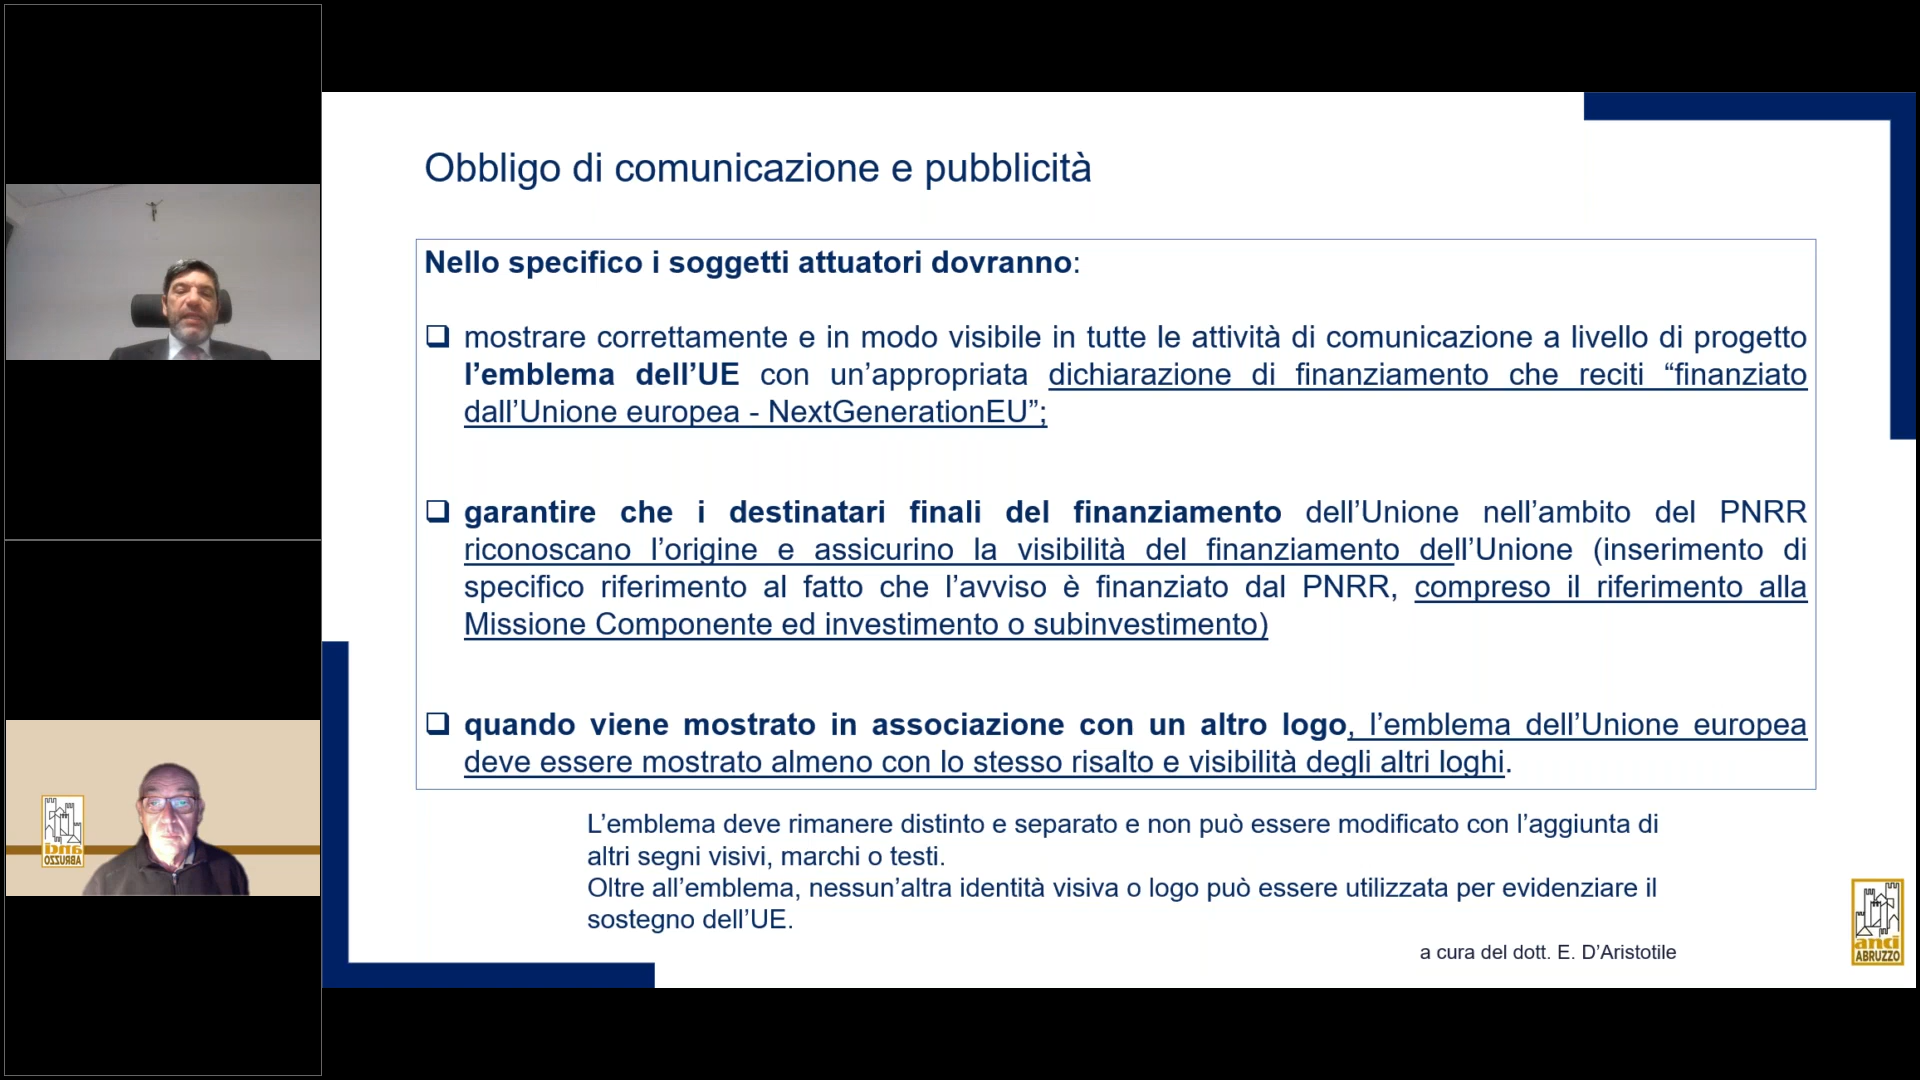 Obbligo di comunicazione e pubblicità
Nello specifico i soggetti attuatori dovranno:
❑ mostrare correttamente e in modo visibile in tutte le attività di comunicazione a livello di progetto
l’emblema dell’UE con un’appropriata dichiarazione di finanziamento che reciti “finanziato
dall’Unione europea - NextGenerationEU”;
❑ garantire che i destinatari finali del finanziamento dell’Unione nell’ambito del PNRR
riconoscano l’origine e assicurino la visibilità del finanziamento dell’Unione (inserimento di
specifico riferimento al fatto che l’avviso è finanziato dal PNRR, compreso il riferimento alla
Missione Componente ed investimento o subinvestimento)
❑ quando viene mostrato in associazione con un altro logo, l’emblema dell’Unione europea
deve essere mostrato almeno con lo stesso risalto e visibilità degli altri loghi.
L’emblema deve rimanere distinto e separato e non può essere modificato con l’aggiunta di
altri segni visivi, marchi o testi.
Oltre all’emblema, nessun’altra identità visiva o logo può essere utilizzata per evidenziare il
sostegno dell’UE.
a cura del dott. E. D’Aristotile
anci
ABRUZZO
anci
ABRUZZO